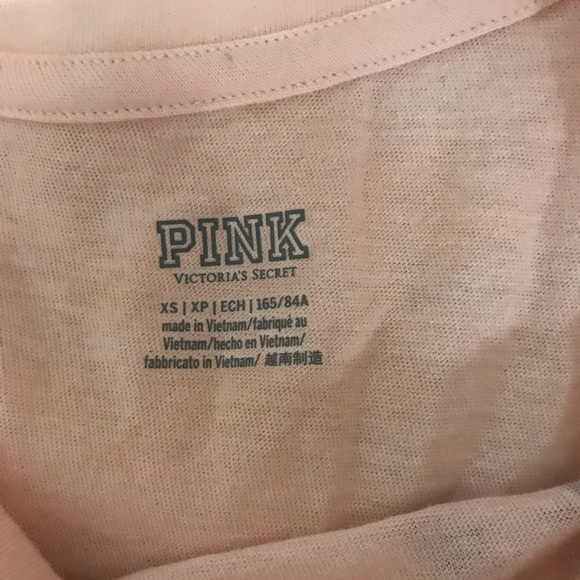 PINK
VICTORIA'S SECRET
XS | XP | ECH | 165/84A
made in Vietnam/fabriqué au
Vietnam/hecho en Vietnam/
fabbricato in Vietnam/ 越南制造